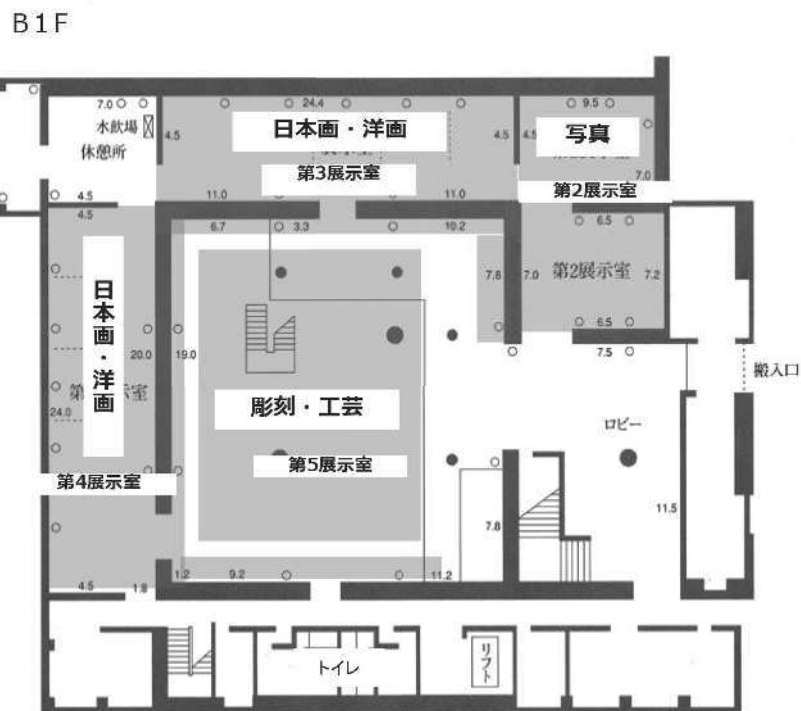 B1F
7.0
24.4
9.5
水飲場
4.5
日本画・洋画
4.5
4.5
写真
休憩所
第3展示室
7.0
4.5
11.0
11.0
第2展示室
4.5
6.7
3.3
10.2
6.5
7.8
7.0
第2展示室
7.2
日本画・洋画
20.0
19.0
6.5
7.5
搬入口
24.0
第
示室
彫刻・工芸
ロビー
第5展示室
第4展示室
11.5
7.8
4.5
1.8
1.2
9.2
11.2
トイレ
リフト